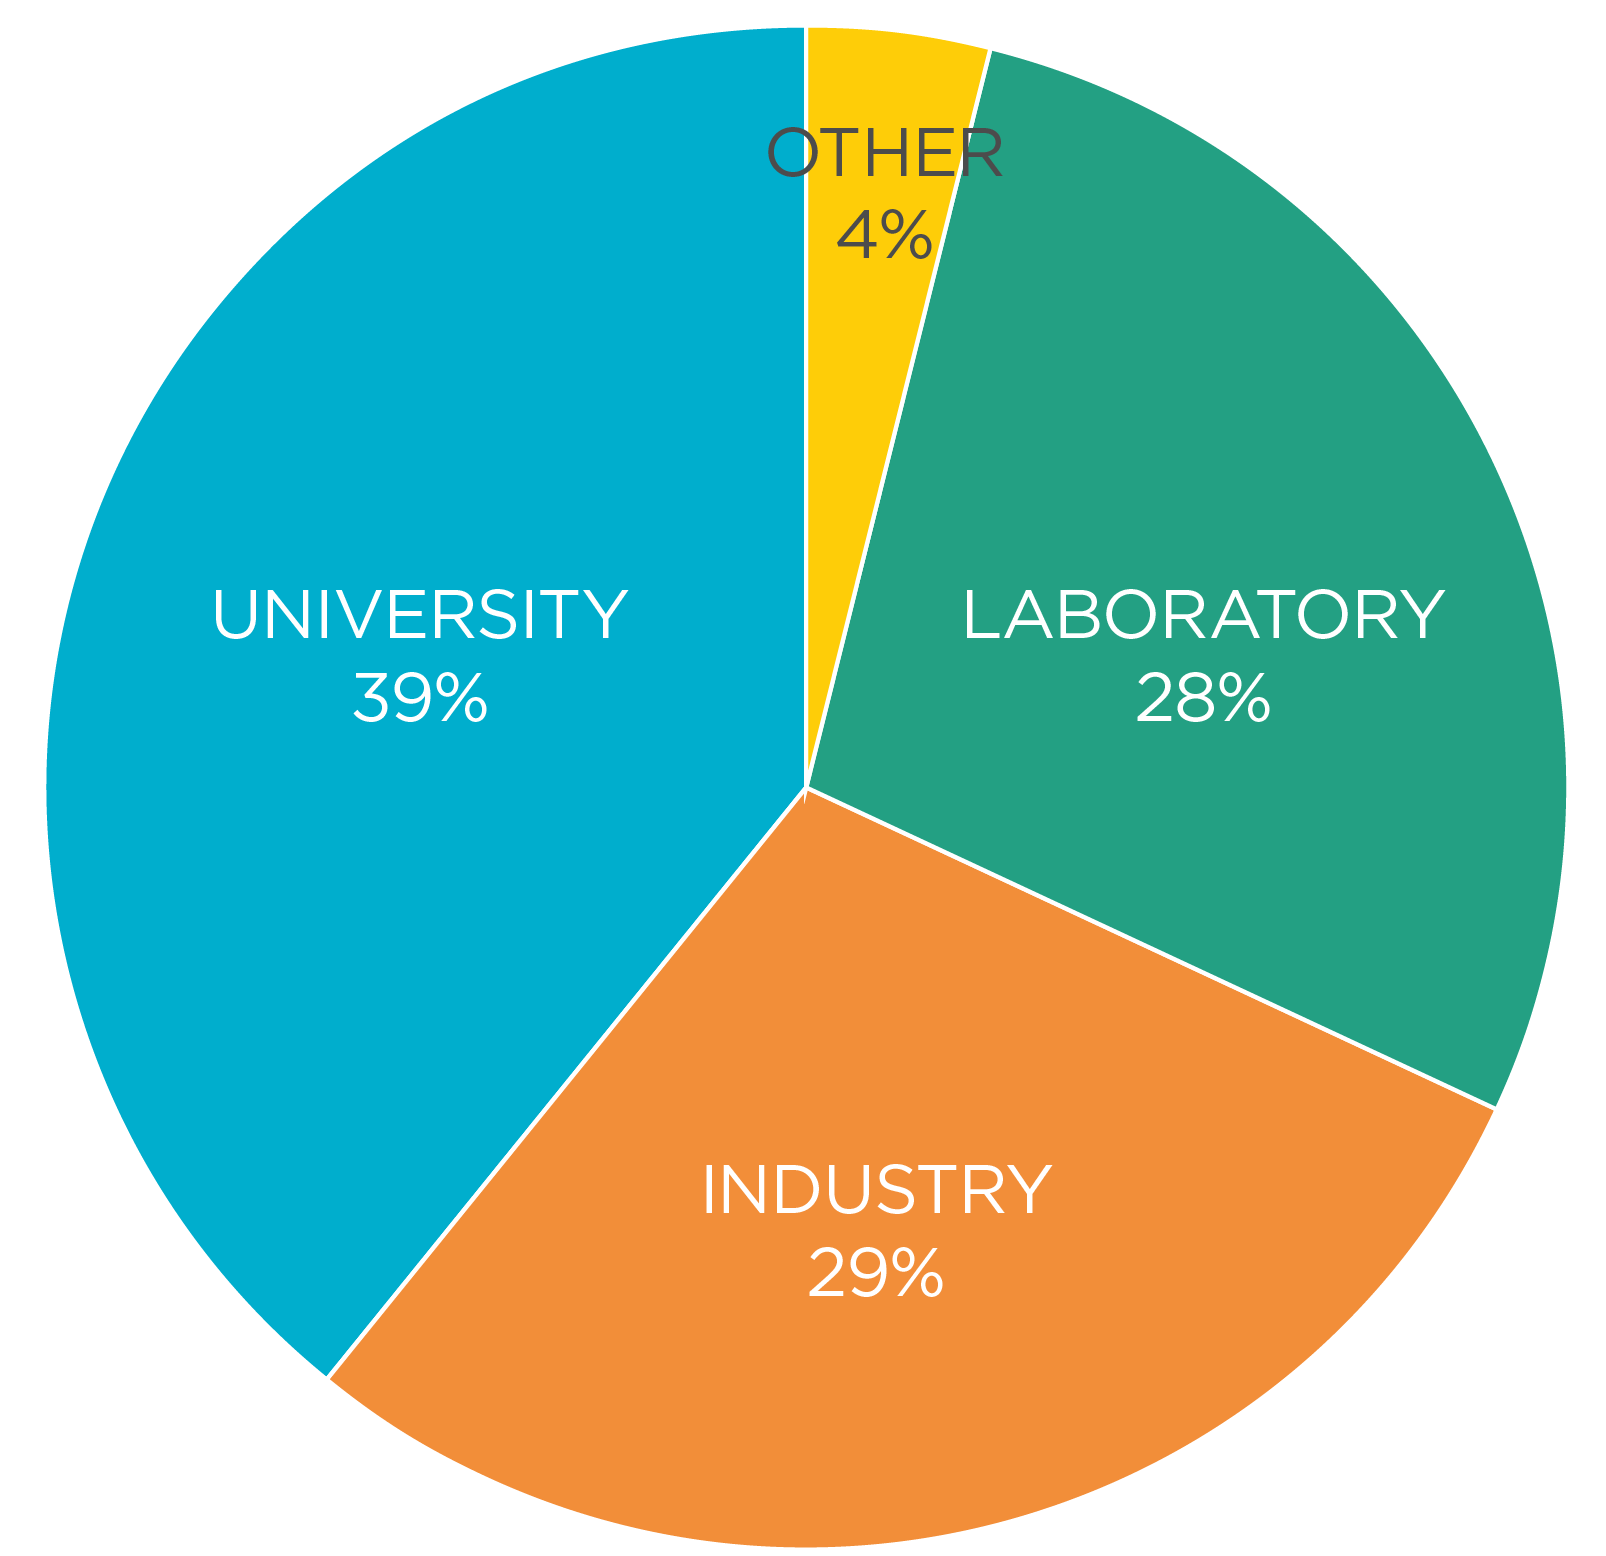 OTHER
4%
UNIVERSITY
39%
LABORATORY
28%
INDUSTRY
29%